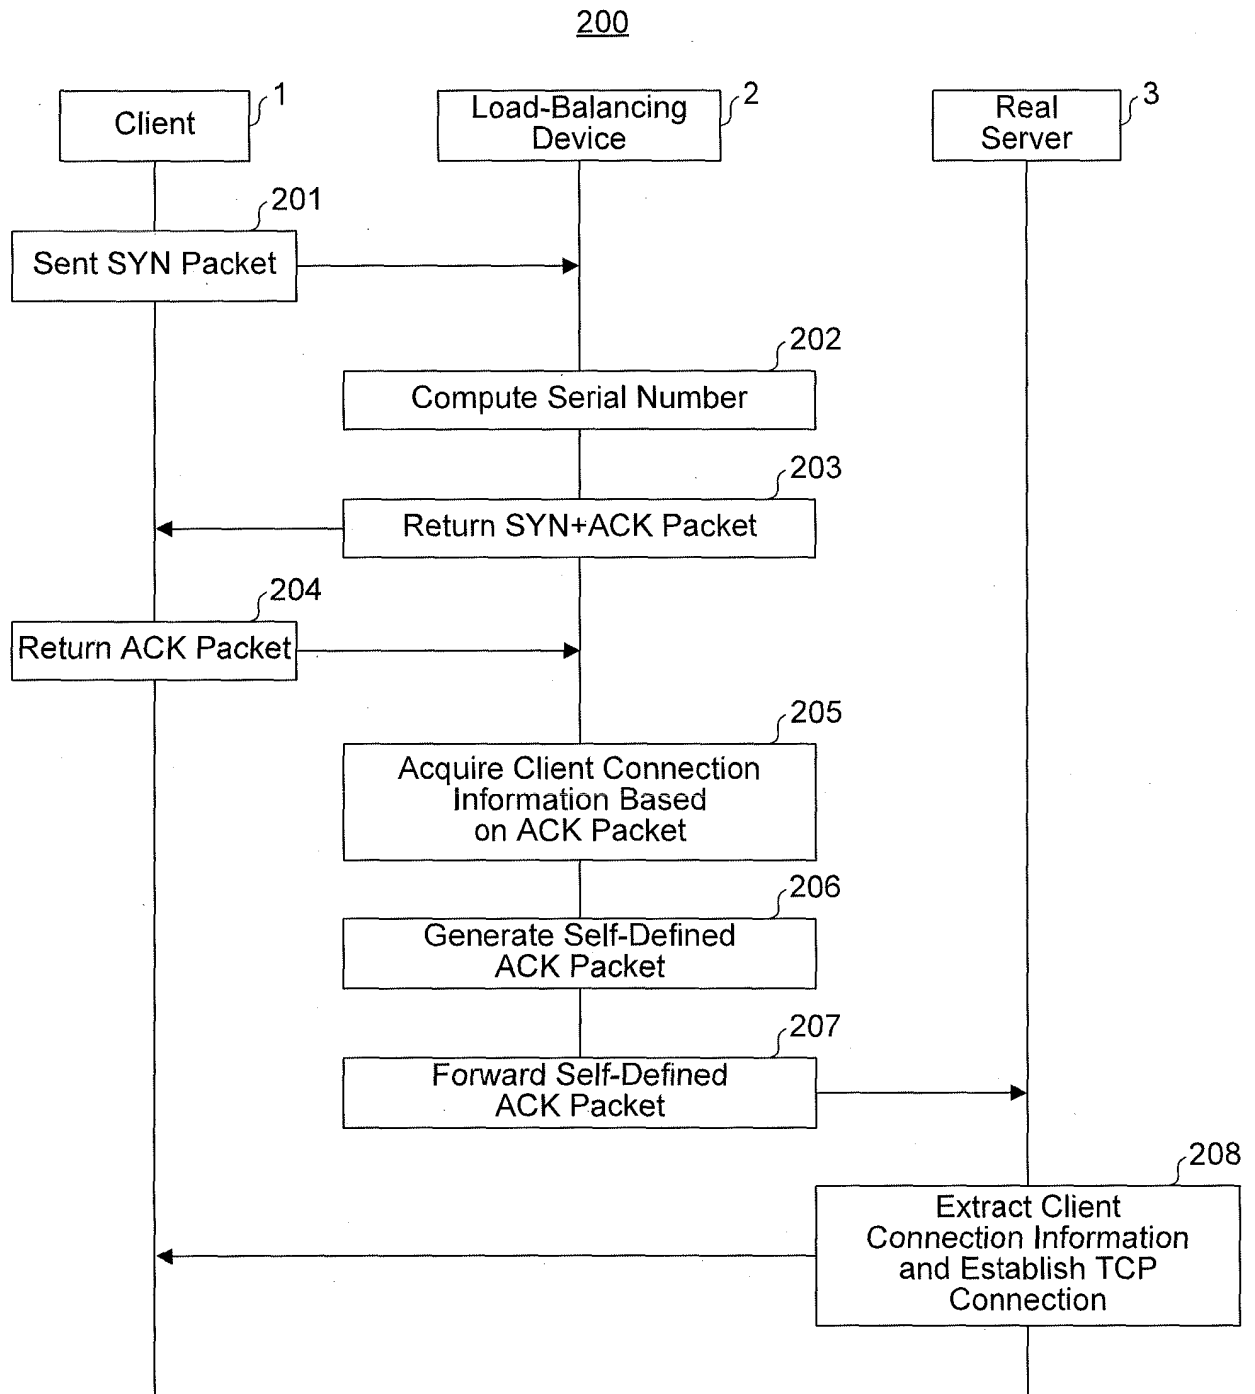 200
1
2
3
Client
Load-Balancing
Device
Real
Server
201
Sent SYN Packet
202
Compute Serial Number
203
Return SYN+ACK Packet
204
Return ACK Packet
205
Acquire Client Connection
Information Based
on ACK Packet
206
Generate Self-Defined
ACK Packet
207
Forward Self-Defined
ACK Packet
208
Extract Client
Connection Information
and Establish TCP
Connection